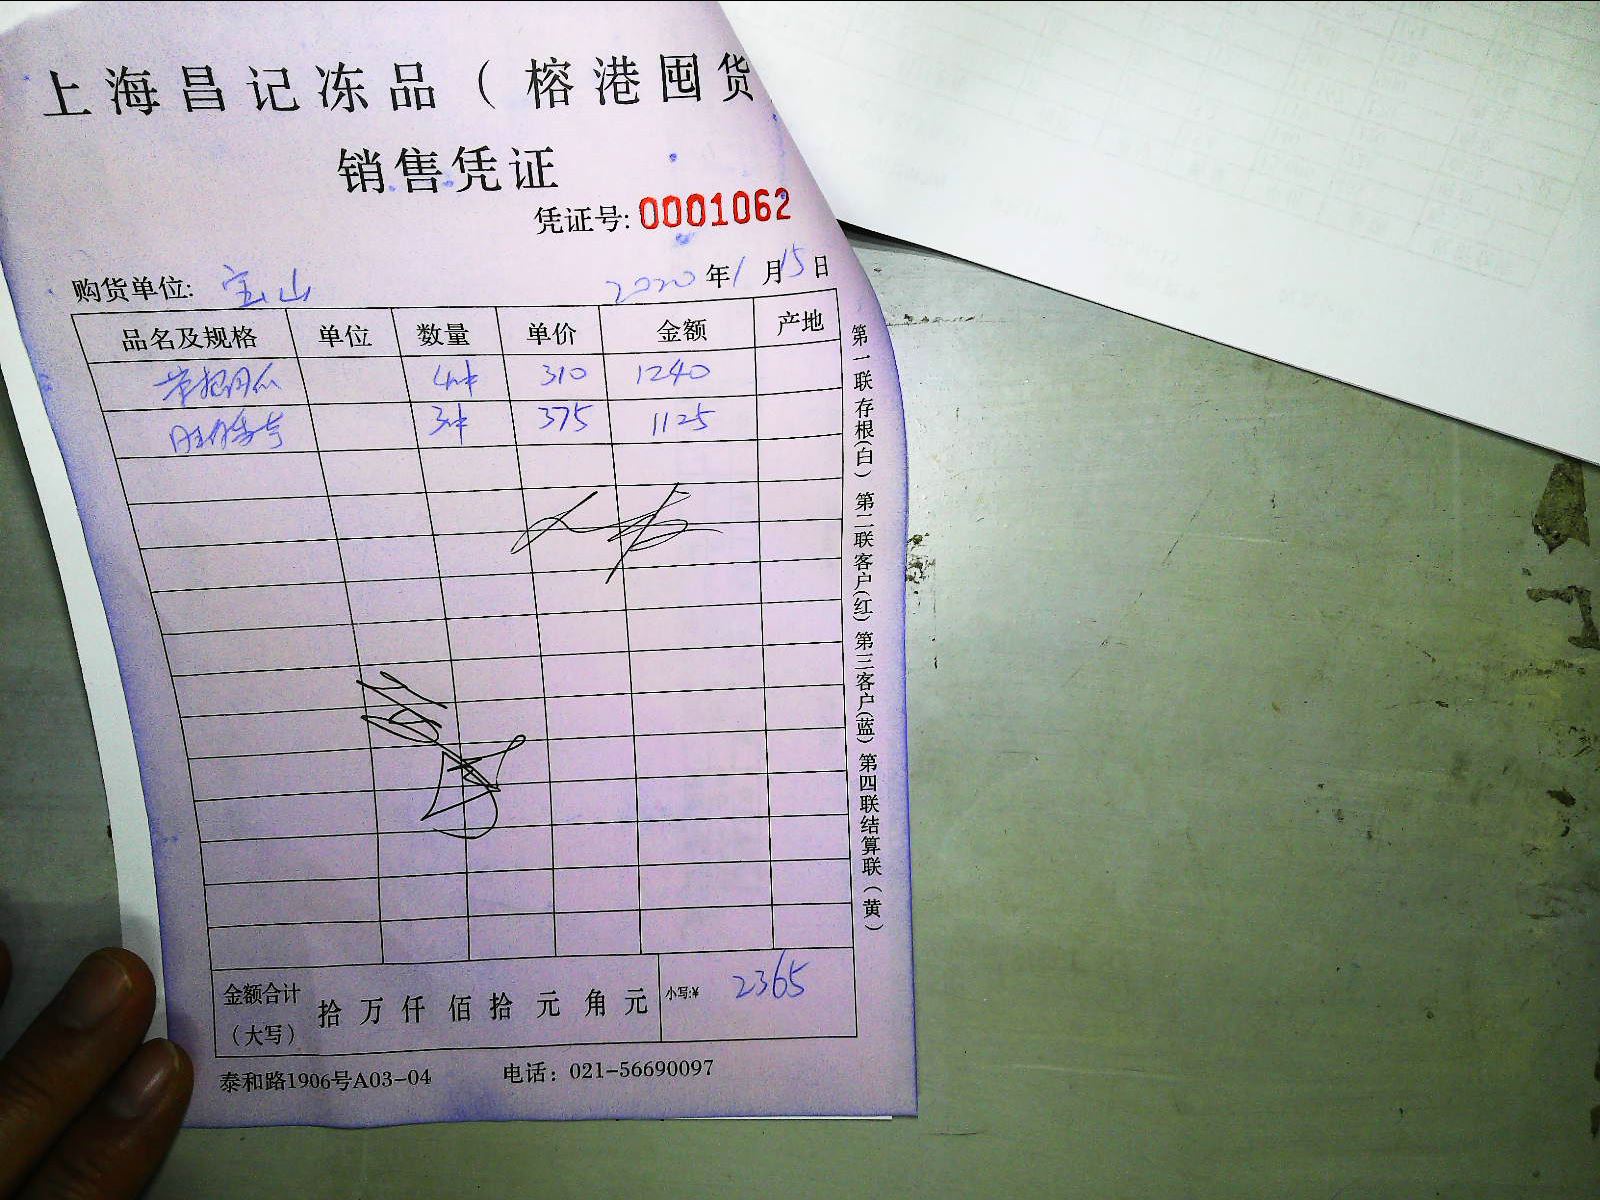 上海昌记冻品（榕港囤货
销售凭证
凭证号: 0001062
购货单位: 宝山 2020年1月15日
品名及规格 单位 数量 单价 金额 产地
4件 310 1240
3件 375 1125
金额合计（大写） 拾 万 仟 佰 拾 元 角 元 小写:¥ 2365
泰和路1906号A03-04 电话：021-56690097
第一联存根(白) 第二联客户(红) 第三客户(蓝) 第四联结算联(黄)